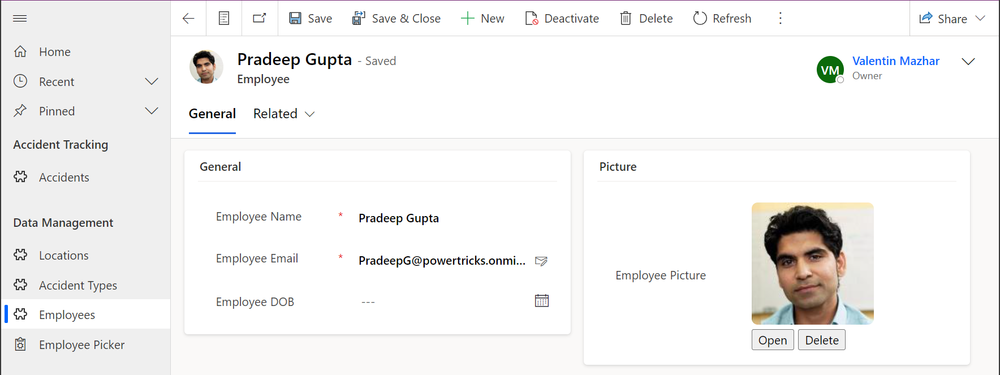 Save
Save & Close
New
Deactivate
Delete
Refresh
Share
Home
Recent
Pinned
Accident Tracking
Accidents
Data Management
Locations
Accident Types
Employees
Employee Picker
Pradeep Gupta - Saved
Employee
VM
Valentin Mazhar
Owner
General
Related
General
Employee Name * Pradeep Gupta
Employee Email * PradeepG@powertricks.onmi...
Employee DOB ---
Picture
Employee Picture
Open
Delete